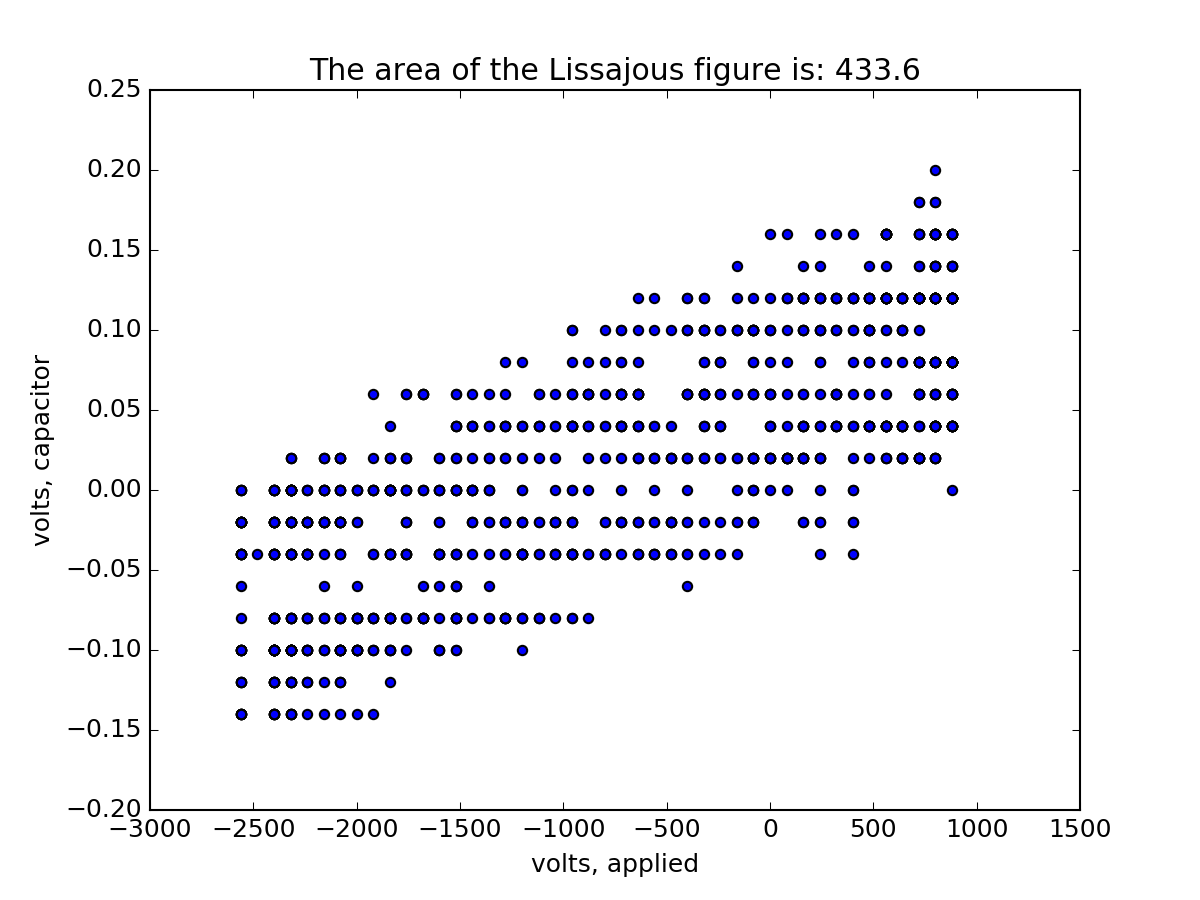 The area of the Lissajous figure is: 433.6
0.25
0.20
0.15
0.10
0.05
0.00
−0.05
−0.10
−0.15
−0.20
volts, capacitor
−3000 −2500 −2000 −1500 −1000 −500 0 500 1000 1500
volts, applied